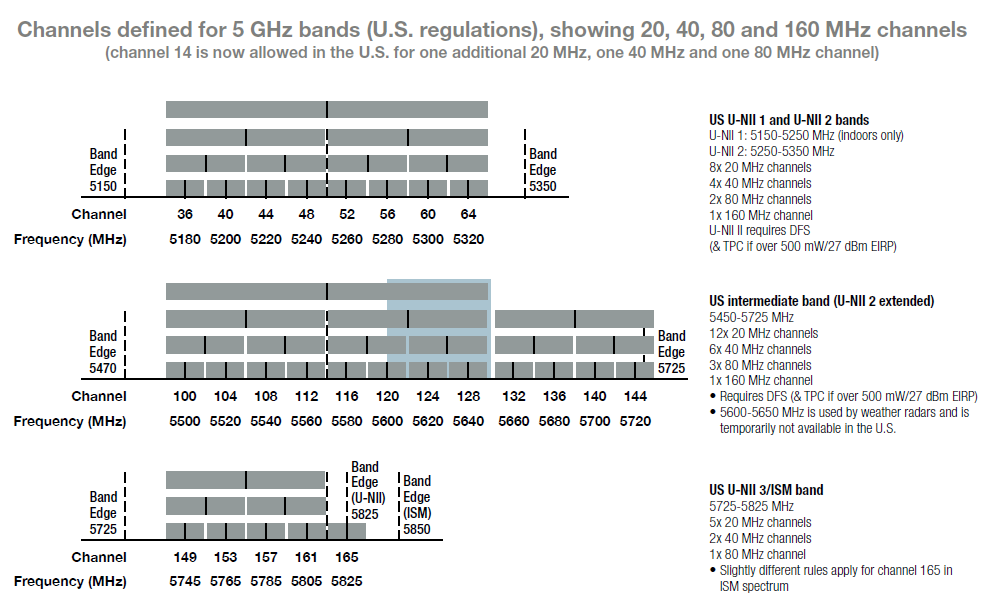 Channels defined for 5 GHz bands (U.S. regulations), showing 20, 40, 80 and 160 MHz channels
(channel 14 is now allowed in the U.S. for one additional 20 MHz, one 40 MHz and one 80 MHz channel)
Band
Edge
5150
Band
Edge
5350
Channel 36 40 44 48 52 56 60 64
Frequency (MHz) 5180 5200 5220 5240 5260 5280 5300 5320
US U-NII 1 and U-NII 2 bands
U-NII 1: 5150-5250 MHz (indoors only)
U-NII 2: 5250-5350 MHz
8x 20 MHz channels
4x 40 MHz channels
2x 80 MHz channels
1x 160 MHz channel
U-NII II requires DFS
(& TPC if over 500 mW/27 dBm EIRP)
Band
Edge
5470
Band
Edge
5725
Channel 100 104 108 112 116 120 124 128 132 136 140 144
Frequency (MHz) 5500 5520 5540 5560 5580 5600 5620 5640 5660 5680 5700 5720
US intermediate band (U-NII 2 extended)
5450-5725 MHz
12x 20 MHz channels
6x 40 MHz channels
3x 80 MHz channels
1x 160 MHz channel
• Requires DFS (& TPC if over 500 mW/27 dBm EIRP)
• 5600-5650 MHz is used by weather radars and is
temporarily not available in the U.S.
Band
Edge
5725
Band
Edge
(U-NII)
5825
Band
Edge
(ISM)
5850
Channel 149 153 157 161 165
Frequency (MHz) 5745 5765 5785 5805 5825
US U-NII 3/ISM band
5725-5825 MHz
5x 20 MHz channels
2x 40 MHz channels
1x 80 MHz channel
• Slightly different rules apply for channel 165 in
ISM spectrum